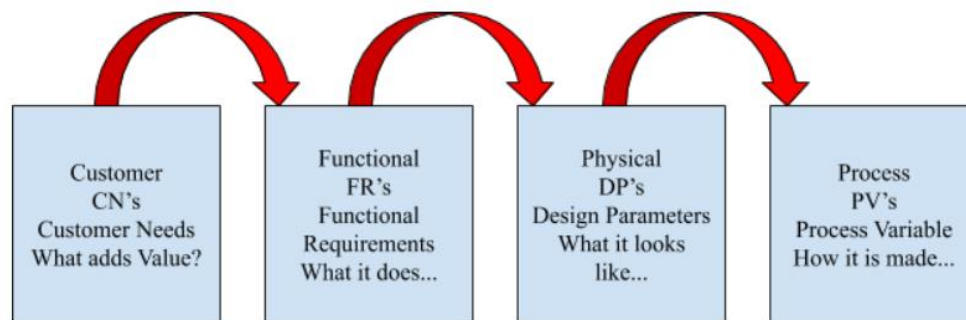 Customer
CN's
Customer Needs
What adds Value?
Functional
FR's
Functional
Requirements
What it does...
Physical
DP's
Design Parameters
What it looks
like...
Process
PV's
Process Variable
How it is made...